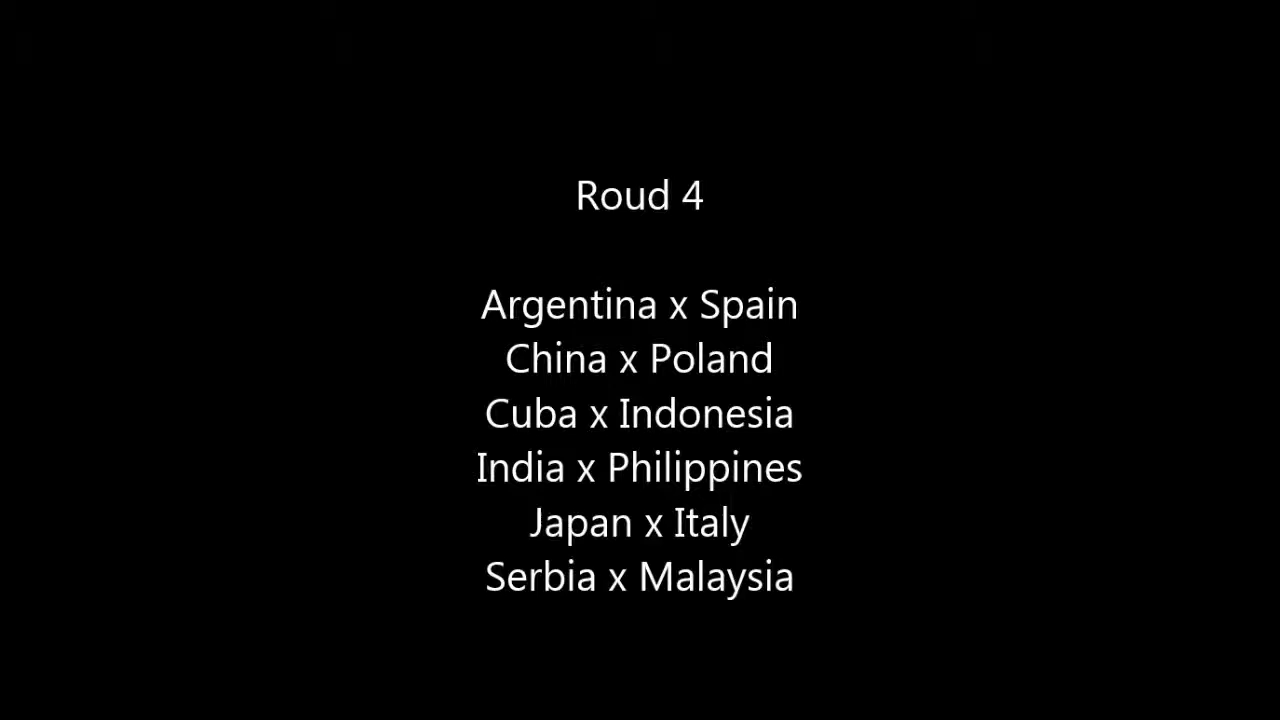 Roud 4
Argentina x Spain
China x Poland
Cuba x Indonesia
India x Philippines
Japan x Italy
Serbia x Malaysia